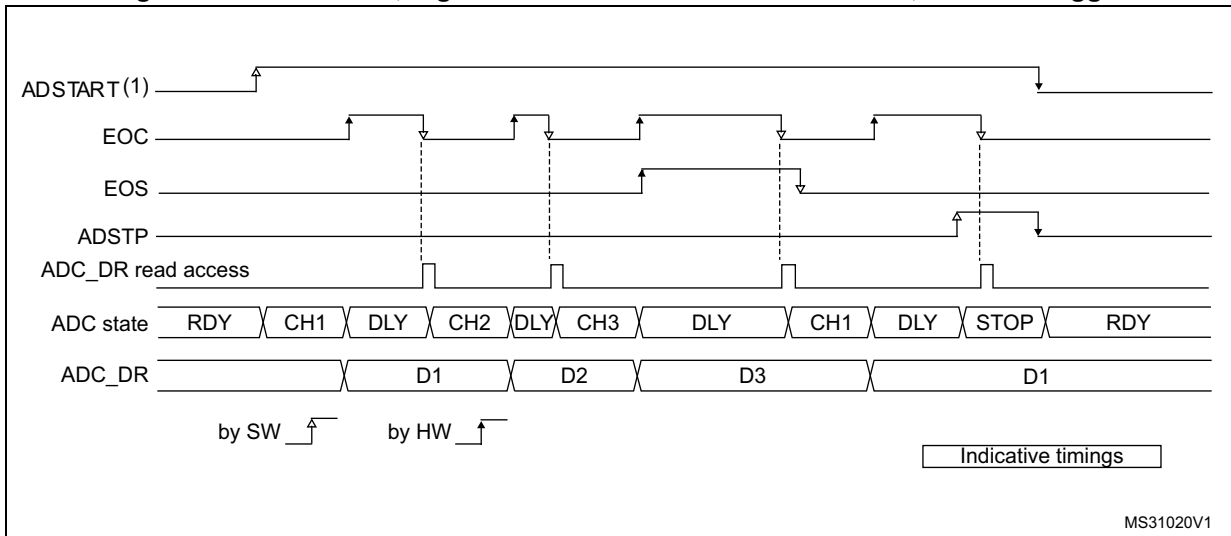 ADSTART(1)
EOC
EOS
ADSTP
ADC_DR read access
ADC state RDY CH1 DLY CH2 DLY CH3 DLY CH1 DLY STOP RDY
ADC_DR D1 D2 D3 D1
by SW by HW
Indicative timings
MS31020V1